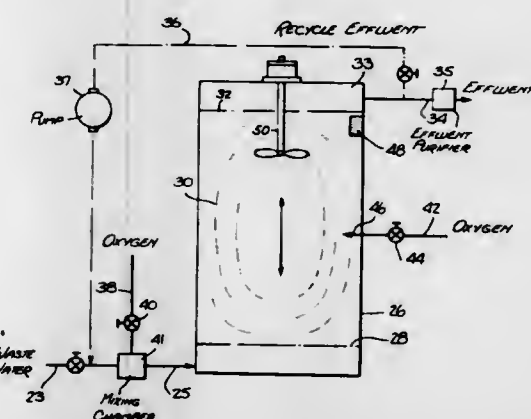 36
RECYCLE EFFLUENT
37
PUMP
33
32
35
EFFLUENT
34
EFFLUENT
PURIFIER
50
48
30
46
42
OXYGEN
44
OXYGEN
38
40
41
26
28
WASTE
WATER
23
25
MIXING
CHAMBER